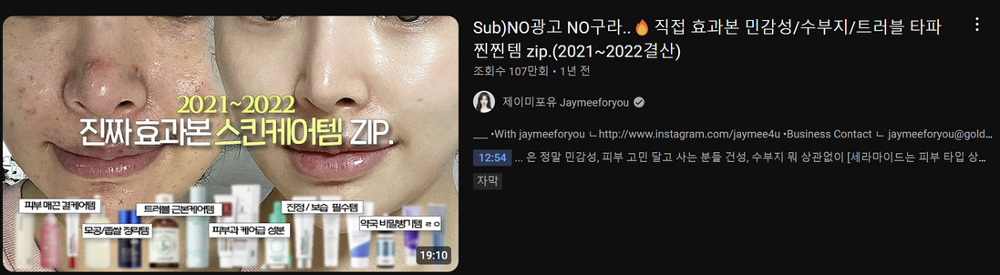 2021~2022
진짜 효과본 스킨케어템 ZIP.
피부 매끈 결케어템
트러블 근본케어템
진정/보습 필수템
모공/좁쌀 정리템
피부과 케어급 성분
약국 비밀병기템 ㄹㅇ
19:10
Sub)NO광고 NO구라..🔥 직접 효과본 민감성/수부지/트러블 타파
찐찐템 zip.(2021~2022결산)
조회수 107만회 • 1년 전
제이미포유 Jaymeeforyou
___ •With jaymeeforyou ㄴhttp://www.instagram.com/jaymee4u •Business Contact ㄴ jaymeeforyou@gold...
12:54 ... 은 정말 민감성, 피부 고민 달고 사는 분들 건성, 수부지 뭐 상관없이 [세라마이드는 피부 타입 상...
자막